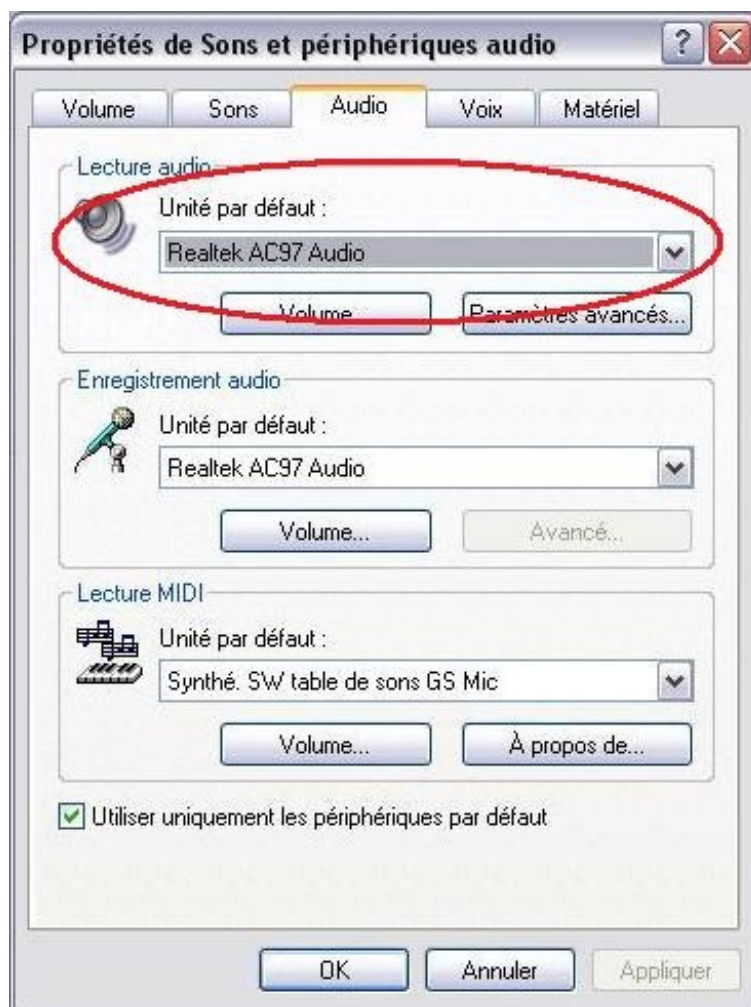 Propriétés de Sons et périphériques audio
Volume Sons Audio Voix Matériel
Lecture audio
Unité par défaut :
Realtek AC97 Audio
Volume... Paramètres avancés...
Enregistrement audio
Unité par défaut :
Realtek AC97 Audio
Volume... Avancé...
Lecture MIDI
Unité par défaut :
Synthé. SW table de sons GS Mic
Volume... À propos de...
Utiliser uniquement les périphériques par défaut
OK Annuler Appliquer